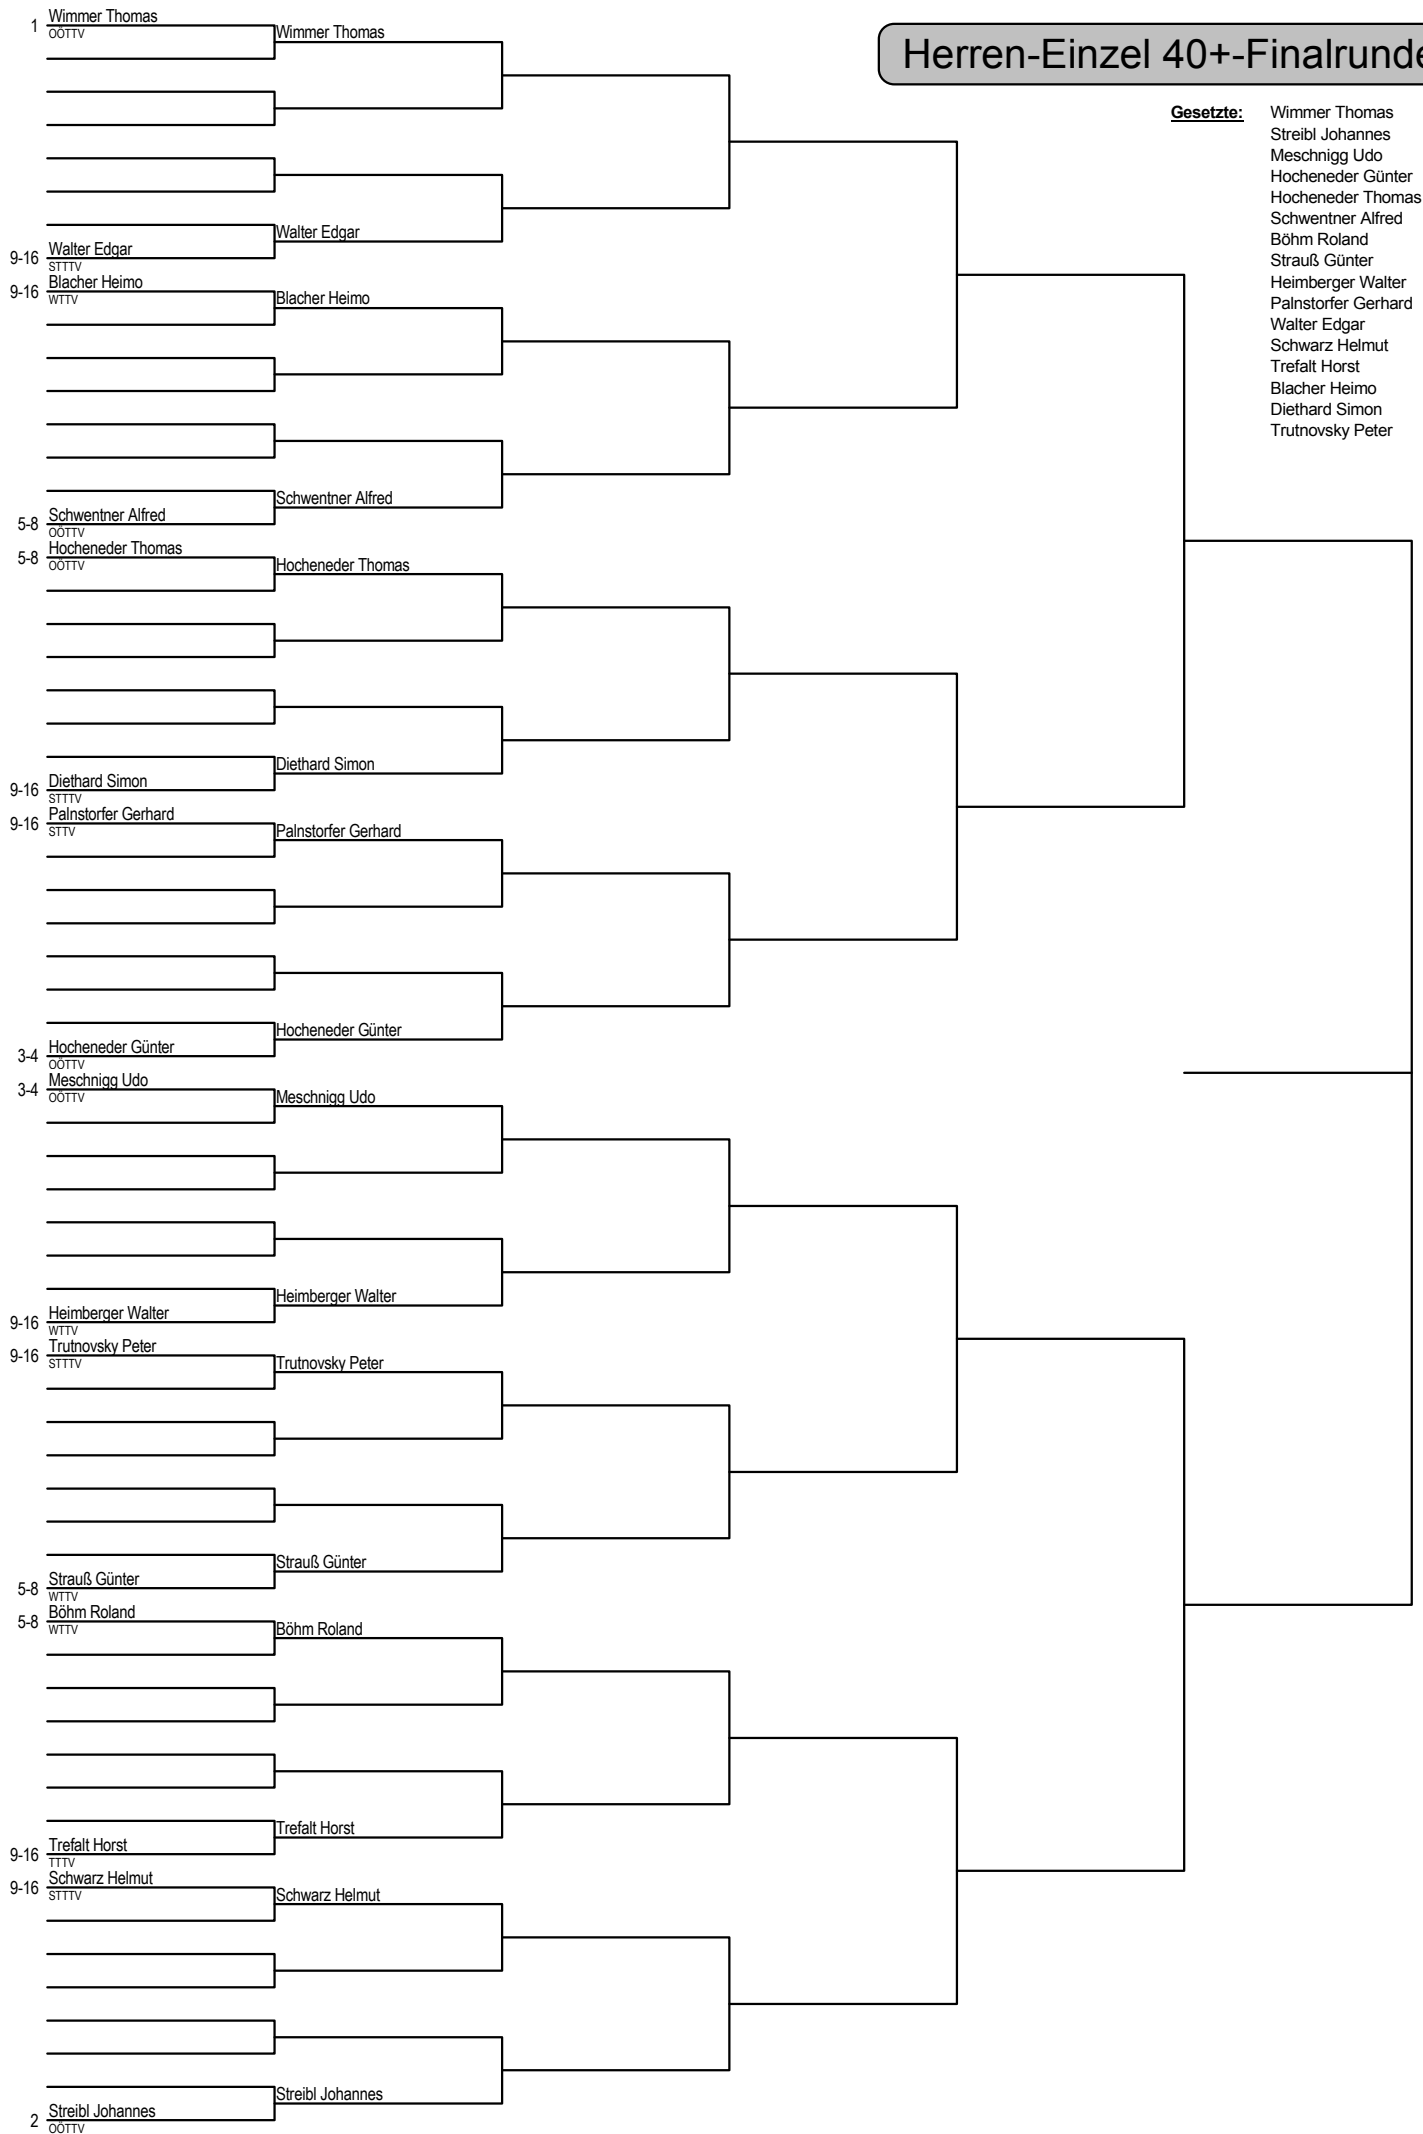 Herren-Einzel 40+-Finalrunde
Gesetzte: Wimmer Thomas
Streibl Johannes
Meschnigg Udo
Hocheneder Günter
Hocheneder Thomas
Schwentner Alfred
Böhm Roland
Strauß Günter
Heimberger Walter
Palnstorfer Gerhard
Walter Edgar
Schwarz Helmut
Trefalt Horst
Blacher Heimo
Diethard Simon
Trutnovsky Peter
1 Wimmer Thomas
OÖTTV
Wimmer Thomas
Walter Edgar
9-16 Walter Edgar
STTTV
9-16 Blacher Heimo
WTTV
Blacher Heimo
Schwentner Alfred
5-8 Schwentner Alfred
OÖTTV
5-8 Hocheneder Thomas
OÖTTV
Hocheneder Thomas
Diethard Simon
9-16 Diethard Simon
STTTV
9-16 Palnstorfer Gerhard
STTV
Palnstorfer Gerhard
Hocheneder Günter
3-4 Hocheneder Günter
OÖTTV
3-4 Meschnigg Udo
OÖTTV
Meschnigg Udo
Heimberger Walter
9-16 Heimberger Walter
WTTV
9-16 Trutnovsky Peter
STTTV
Trutnovsky Peter
Strauß Günter
5-8 Strauß Günter
WTTV
5-8 Böhm Roland
WTTV
Böhm Roland
Trefalt Horst
9-16 Trefalt Horst
TTTV
9-16 Schwarz Helmut
STTTV
Schwarz Helmut
Streibl Johannes
2 Streibl Johannes
OÖTTV